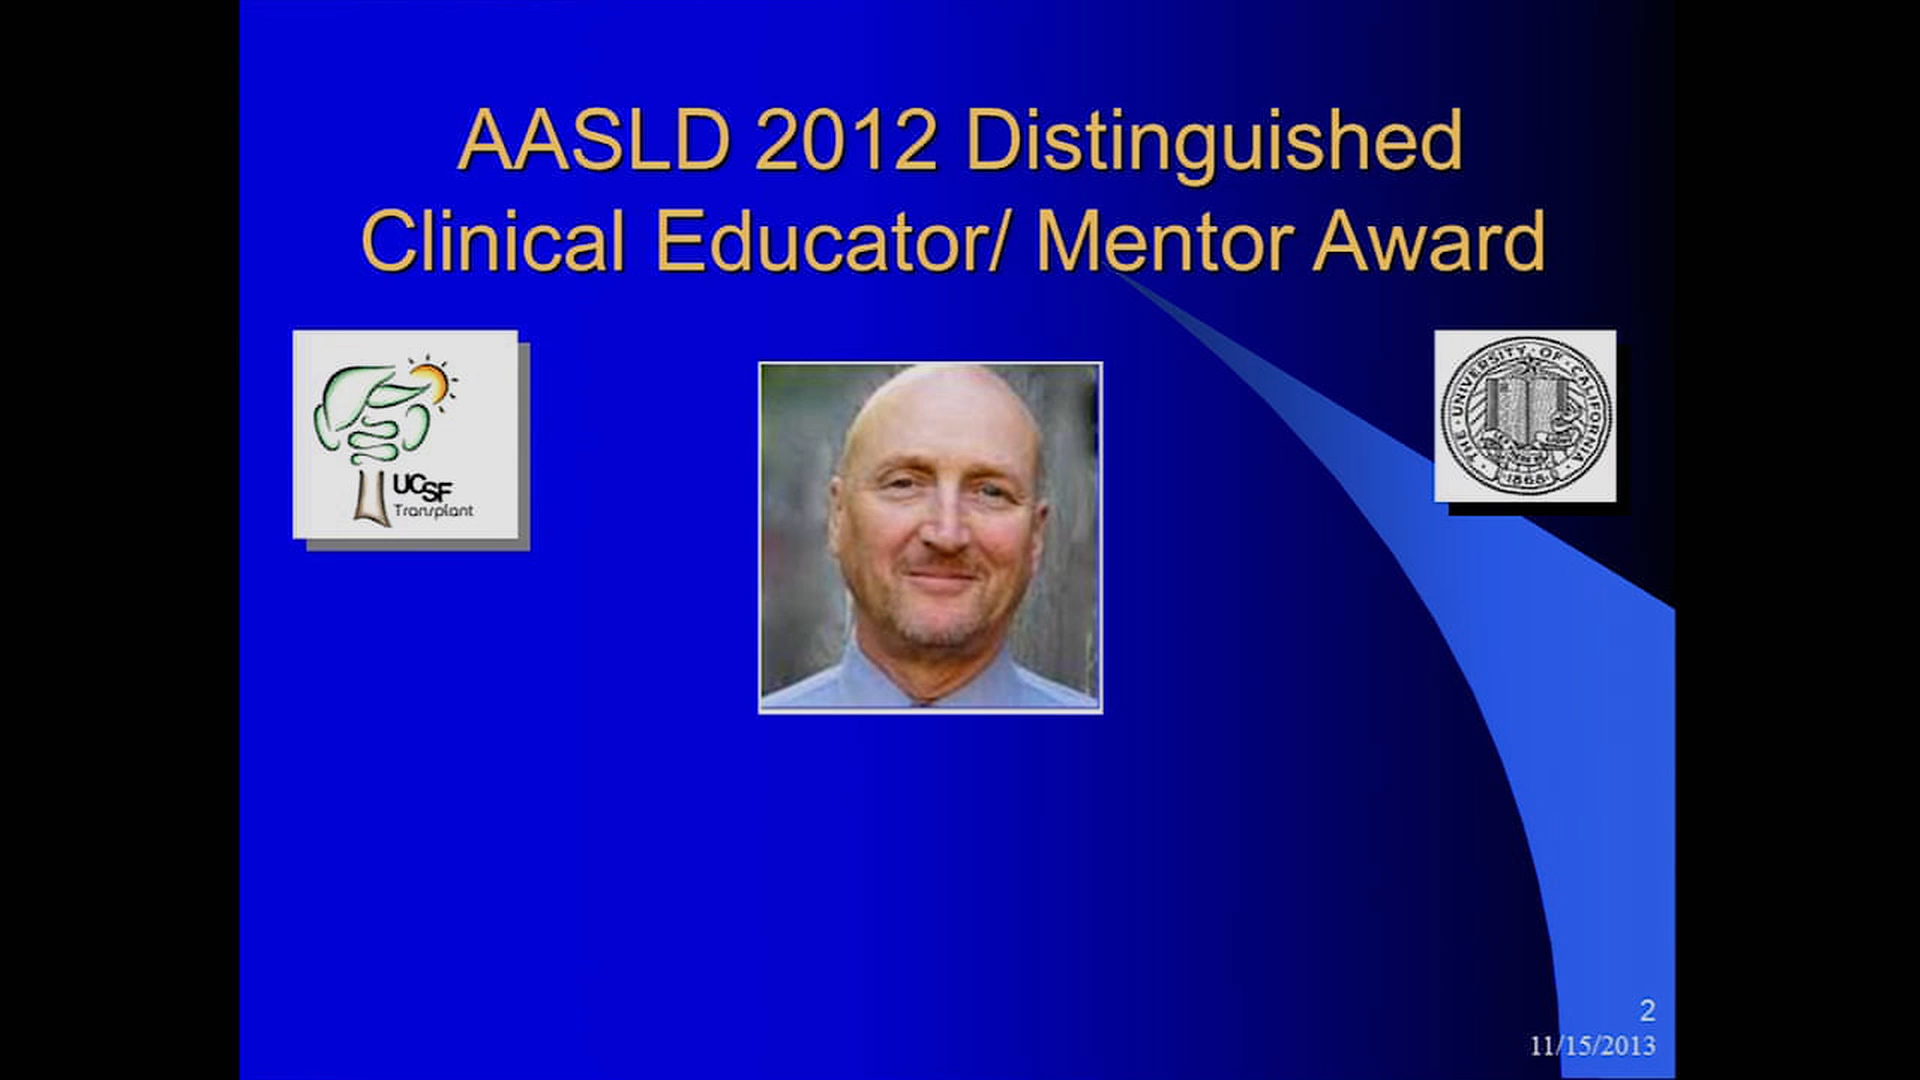 AASLD 2012 Distinguished
Clinical Educator/ Mentor Award
UCSF
Transplant
THE · UNIVERSITY · OF · CALIFORNIA ·
·1868·
2
11/15/2013